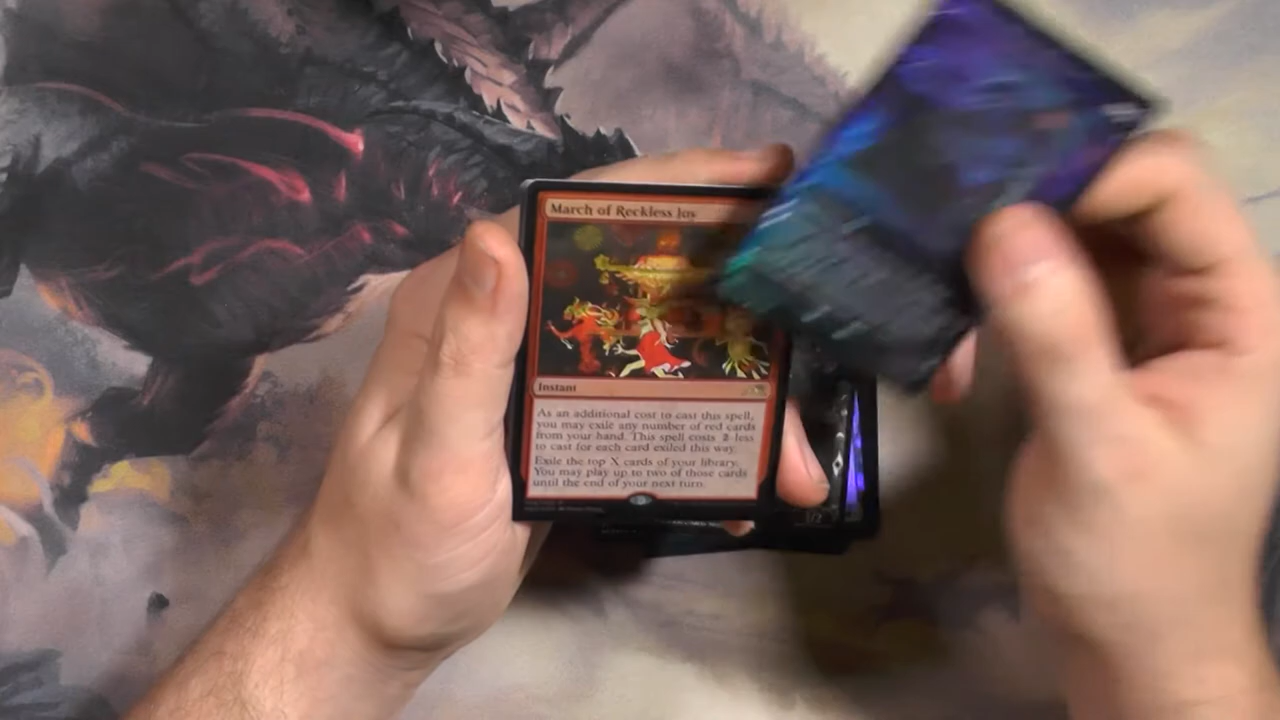 March of Reckless Joy
Instant
As an additional cost to cast this spell,
you may exile any number of red cards
from your hand. This spell costs 2 less
to cast for each card exiled this way.
Exile the top X cards of your library.
You may play up to two of those cards
until the end of your next turn.
1/2